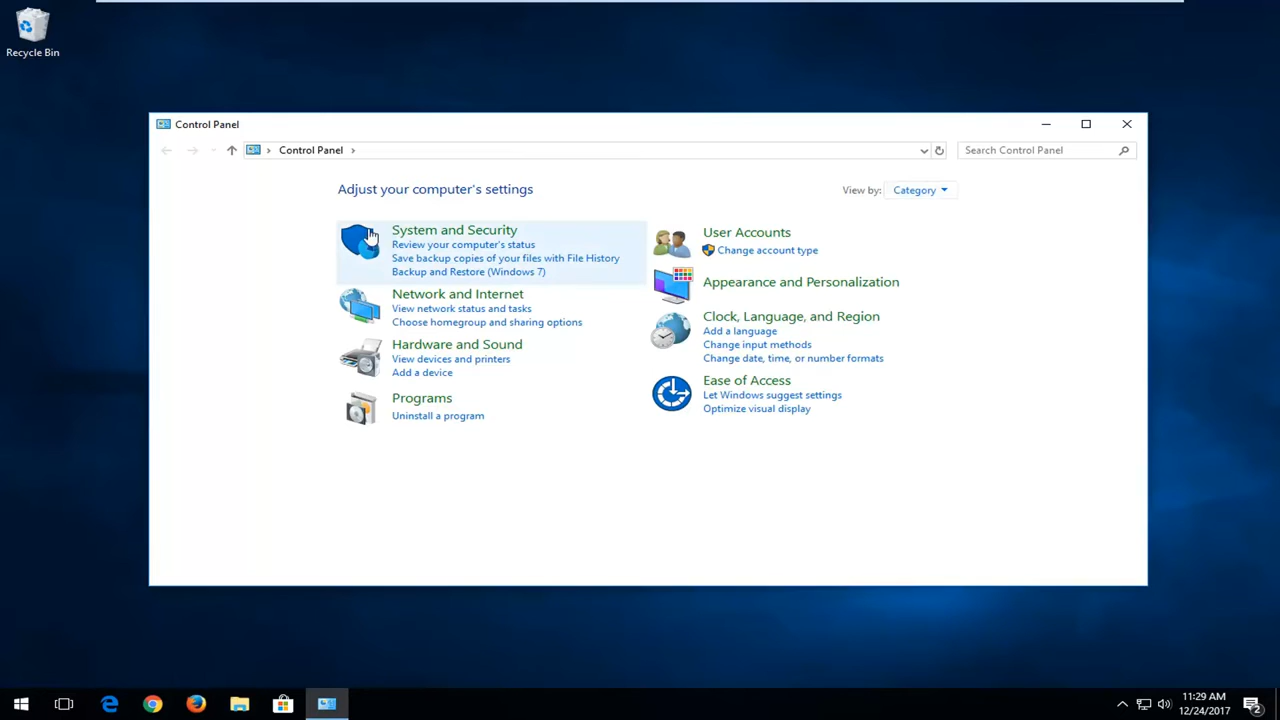 Recycle Bin
Control Panel
Control Panel
Search Control Panel
Adjust your computer's settings
View by: Category
System and Security
Review your computer's status
Save backup copies of your files with File History
Backup and Restore (Windows 7)
Network and Internet
View network status and tasks
Choose homegroup and sharing options
Hardware and Sound
View devices and printers
Add a device
Programs
Uninstall a program
User Accounts
Change account type
Appearance and Personalization
Clock, Language, and Region
Add a language
Change input methods
Change date, time, or number formats
Ease of Access
Let Windows suggest settings
Optimize visual display
11:29 AM
12/24/2017
2